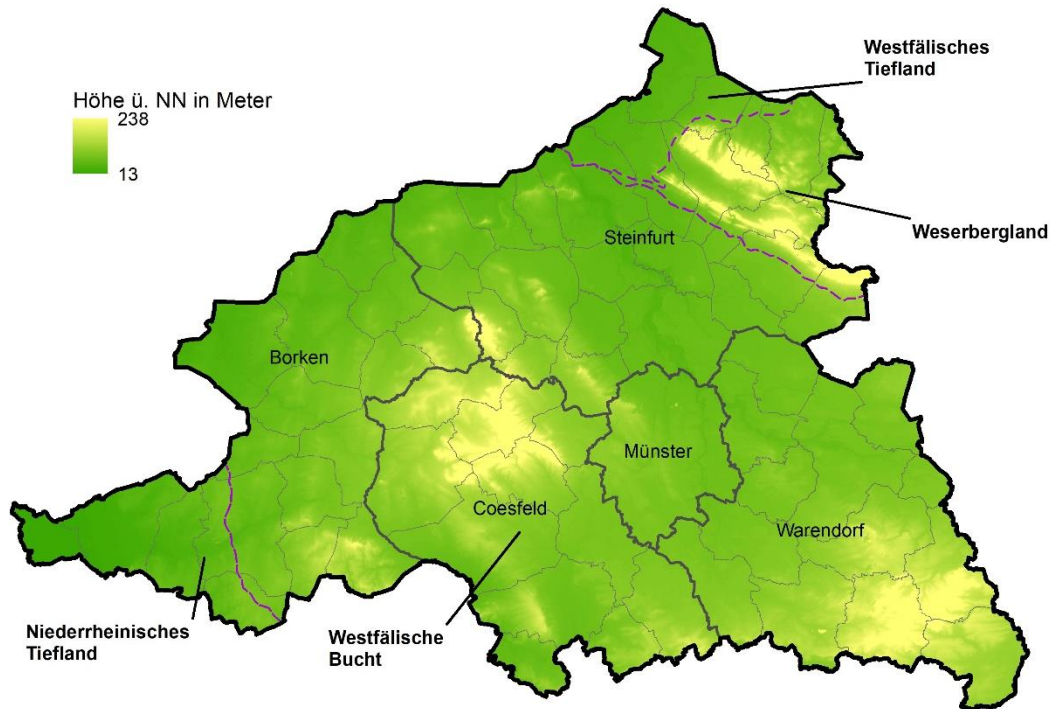 Westfälisches
Tiefland
Höhe ü. NN in Meter
238
13
Weserbergland
Steinfurt
Borken
Münster
Coesfeld
Warendorf
Niederrheinisches
Tiefland
Westfälische
Bucht